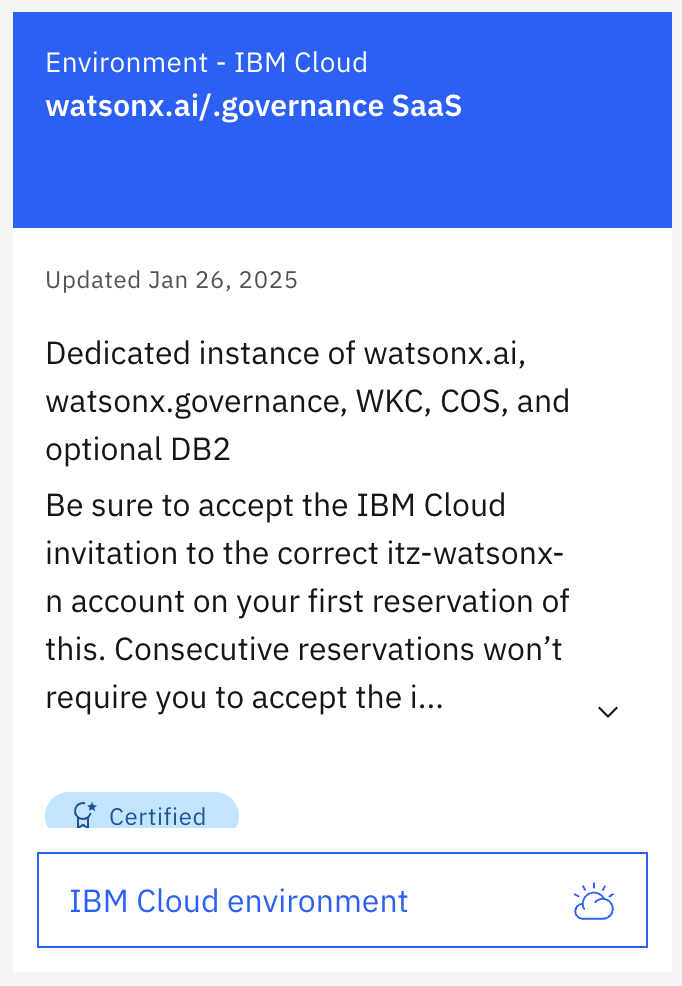 Environment - IBM Cloud
watsonx.ai/.governance SaaS
Updated Jan 26, 2025
Dedicated instance of watsonx.ai,
watsonx.governance, WKC, COS, and
optional DB2
Be sure to accept the IBM Cloud
invitation to the correct itz-watsonx-
n account on your first reservation of
this. Consecutive reservations won’t
require you to accept the i...
Certified
IBM Cloud environment